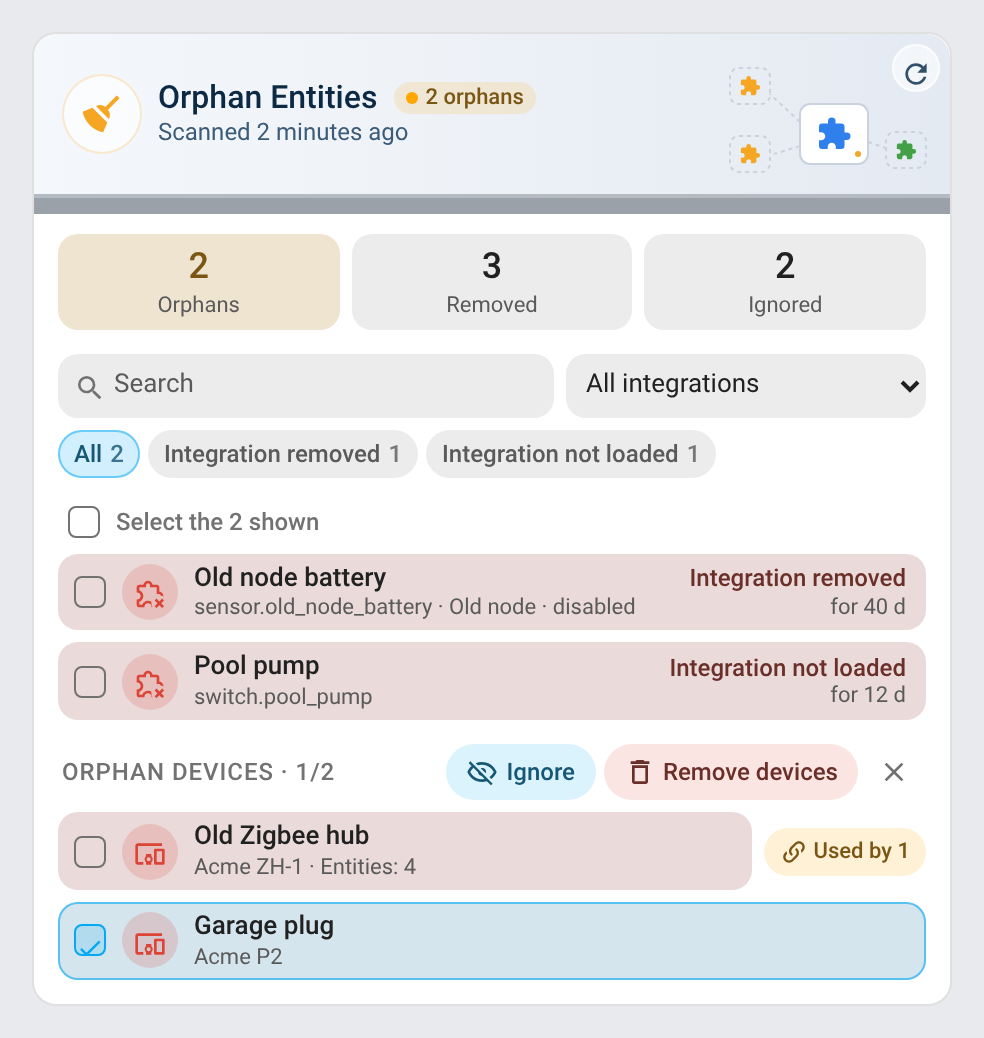 Orphan Entities
2 orphans
Scanned 2 minutes ago
2
Orphans
3
Removed
2
Ignored
Search
All integrations
All 2
Integration removed 1
Integration not loaded 1
Select the 2 shown
Old node battery
Integration removed
sensor.old_node_battery · Old node · disabled
for 40 d
Pool pump
Integration not loaded
switch.pool_pump
for 12 d
ORPHAN DEVICES · 1/2
Ignore
Remove devices
Old Zigbee hub
Acme ZH-1 · Entities: 4
Used by 1
Garage plug
Acme P2